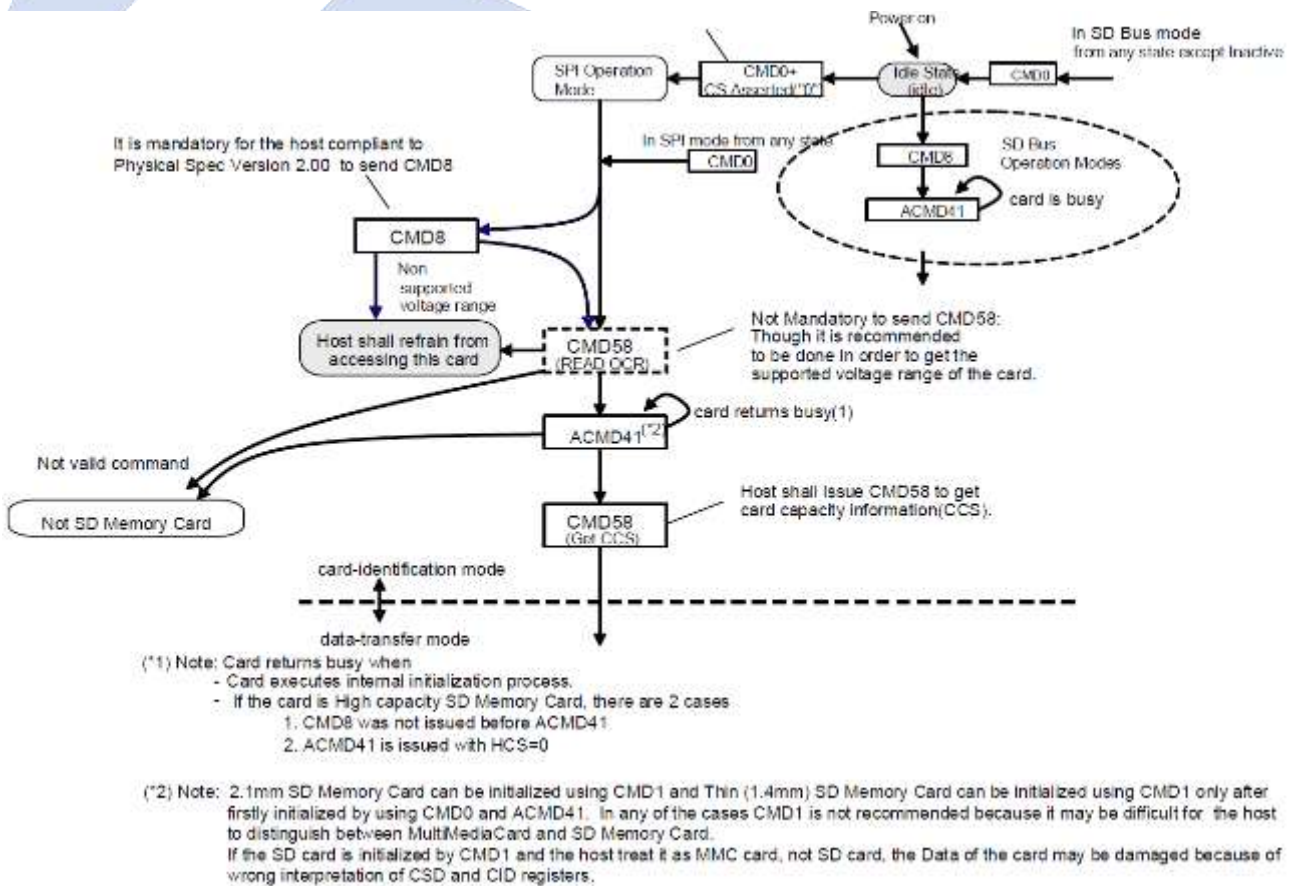 Power on
In SD Bus mode
from any state except Inactive
SPI Operation
Mode
CMD0+
CS Asserted("0")
Idle State
(idle)
CMD0
It is mandatory for the host compliant to
Physical Spec Version 2.00 to send CMD8
In SPI mode from any state
CMD0
CMD8
SD Bus
Operation Modes
ACMD41
card is busy
CMD8
Non
supported
voltage range
Host shall refrain from
accessing this card
CMD58
(READ OCR)
Not Mandatory to send CMD58:
Though it is recommended
to be done in order to get the
supported voltage range of the card.
card returns busy(1)
ACMD41(*2)
Not valid command
Not SD Memory Card
CMD58
(Get CCS)
Host shall issue CMD58 to get
card capacity information(CCS).
card-identification mode
data-transfer mode
(*1) Note: Card returns busy when
- Card executes internal initialization process.
- If the card is High capacity SD Memory Card, there are 2 cases
1. CMD8 was not issued before ACMD41
2. ACMD41 is issued with HCS=0
(*2) Note: 2.1mm SD Memory Card can be initialized using CMD1 and Thin (1.4mm) SD Memory Card can be initialized using CMD1 only after
firstly initialized by using CMD0 and ACMD41. In any of the cases CMD1 is not recommended because it may be difficult for the host
to distinguish between MultiMediaCard and SD Memory Card.
If the SD card is initialized by CMD1 and the host treat it as MMC card, not SD card, the Data of the card may be damaged because of
wrong interpretation of CSD and CID registers.